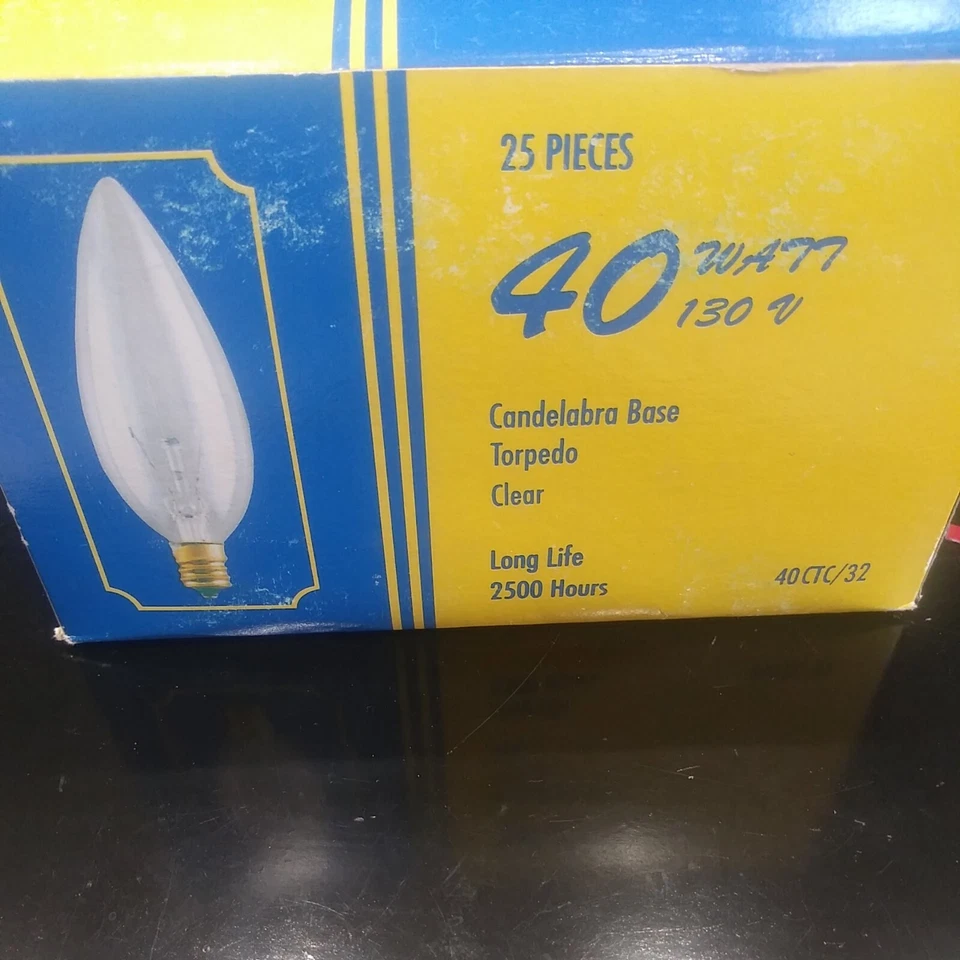 25 PIECES
40 WATT
130 V
Candelabra Base
Torpedo
Clear
Long Life
2500 Hours
40CTC/32